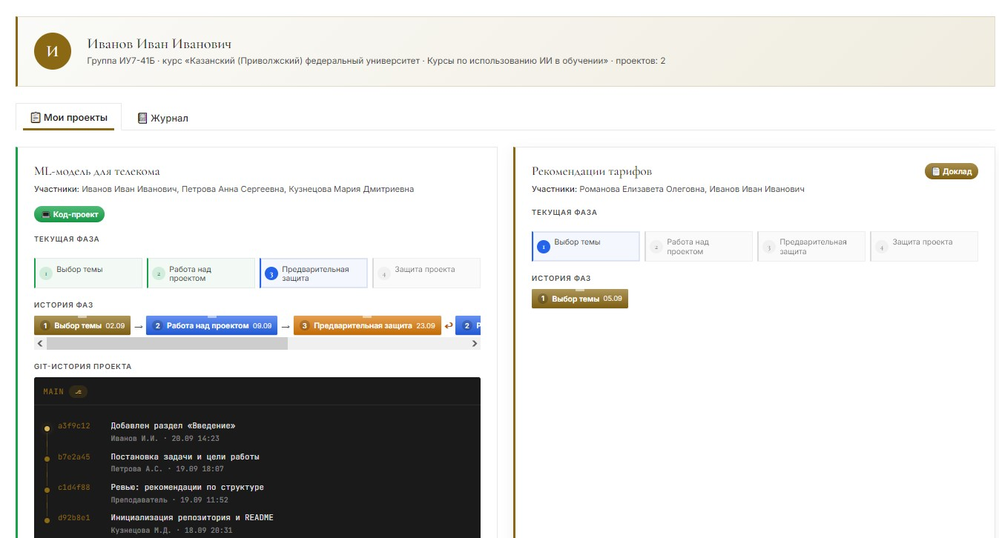 И
Иванов Иван Иванович
Группа ИУ7-41Б · курс «Казанский (Приволжский) федеральный университет · Курсы по использованию ИИ в обучении» · проектов: 2
Мои проекты
Журнал
ML-модель для телекома
Участники: Иванов Иван Иванович, Петрова Анна Сергеевна, Кузнецова Мария Дмитриевна
Код-проект
ТЕКУЩАЯ ФАЗА
1 Выбор темы
2 Работа над
проектом
3 Предварительная
защита
4 Защита проекта
ИСТОРИЯ ФАЗ
1 Выбор темы 02.09 → 2 Работа над проектом 09.09 → 3 Предварительная защита 23.09 ↩ 2 Р
GIT-ИСТОРИЯ ПРОЕКТА
MAIN
a3f9c12 Добавлен раздел «Введение»
Иванов И.И. · 20.09 14:23
b7e2a45 Постановка задачи и цели работы
Петрова А.С. · 19.09 18:07
c1d4f88 Ревью: рекомендации по структуре
Преподаватель · 19.09 11:52
d92b8e1 Инициализация репозитория и README
Кузнецова М.Д. · 18.09 20:31
Рекомендации тарифов
Доклад
Участники: Романова Елизавета Олеговна, Иванов Иван Иванович
ТЕКУЩАЯ ФАЗА
1 Выбор темы
2 Работа над
проектом
3 Предварительная
защита
4 Защита проекта
ИСТОРИЯ ФАЗ
1 Выбор темы 05.09